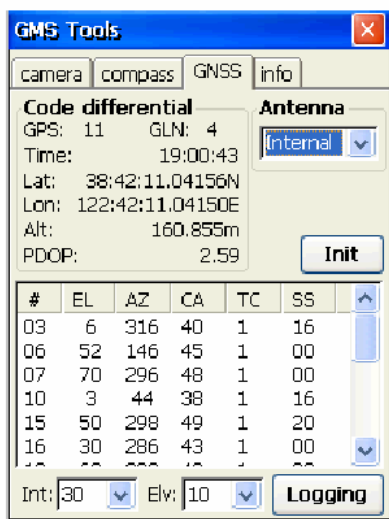 GMS Tools
camera compass GNSS info
Code differential
GPS: 11 GLN: 4
Time: 19:00:43
Lat: 38:42:11.04156N
Lon: 122:42:11.04150E
Alt: 160.855m
PDOP: 2.59
Antenna
Internal
Init
# EL AZ CA TC SS
03 6 316 40 1 16
06 52 146 45 1 00
07 70 296 48 1 00
10 3 44 38 1 16
15 50 298 49 1 20
16 30 286 43 1 00
Int: 30 Elv: 10 Logging